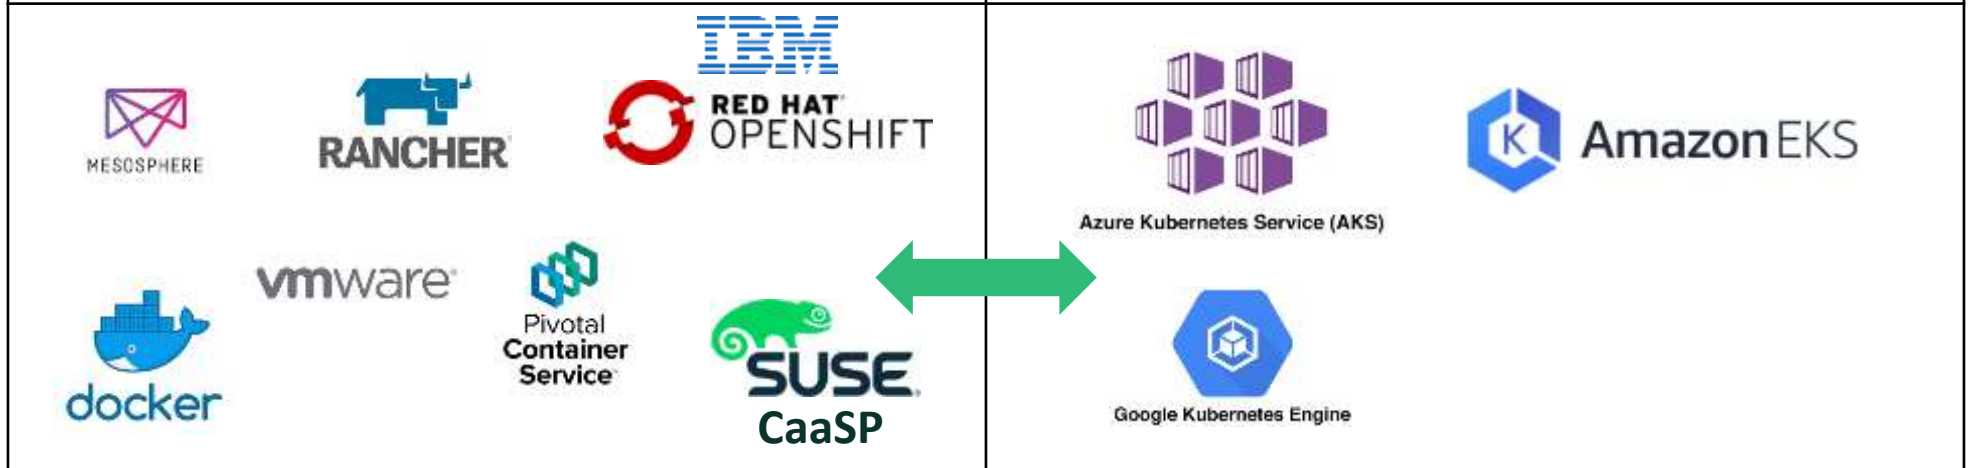 IBM
MESOSPHERE
RANCHER
RED HAT
OPENSHIFT
K
Amazon EKS
Azure Kubernetes Service (AKS)
vmware
Pivotal
Container
Service
docker
SUSE
CaaSP
Google Kubernetes Engine